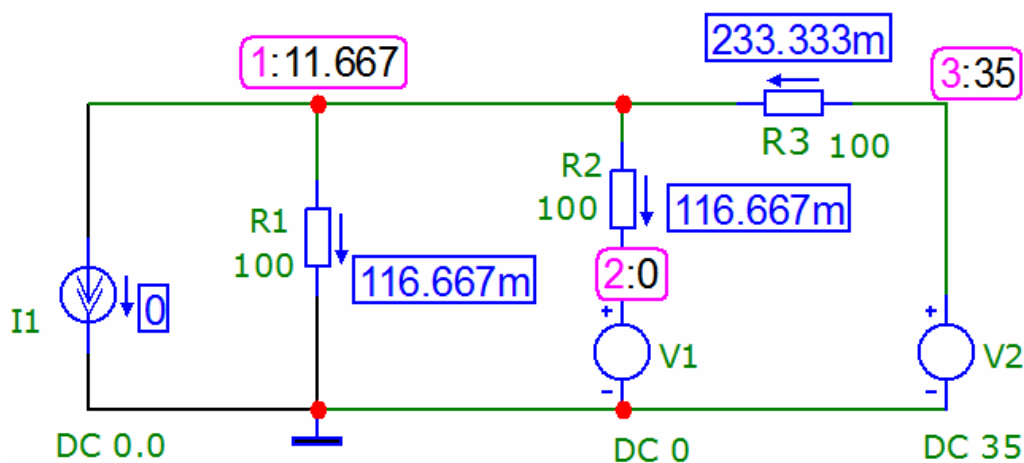 233.333m
1:11.667
3:35
R3 100
R2
100
116.667m
R1
100
2:0
116.667m
0
I1
+
V1
-
+
V2
-
DC 0.0
DC 0
DC 35